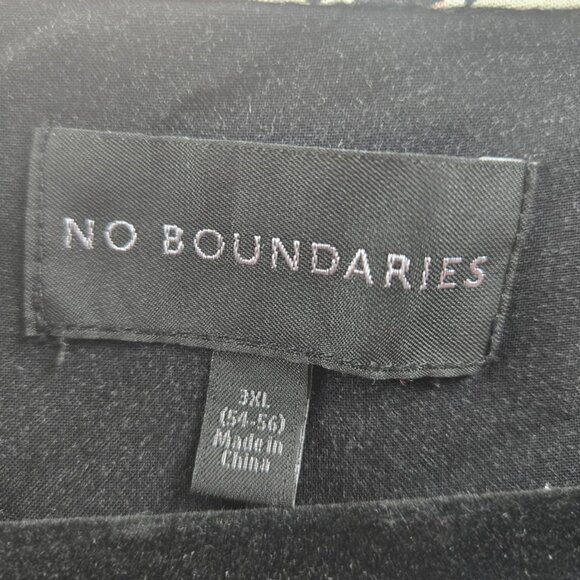 NO BOUNDARIES
3XL
(54-56)
Made in
China